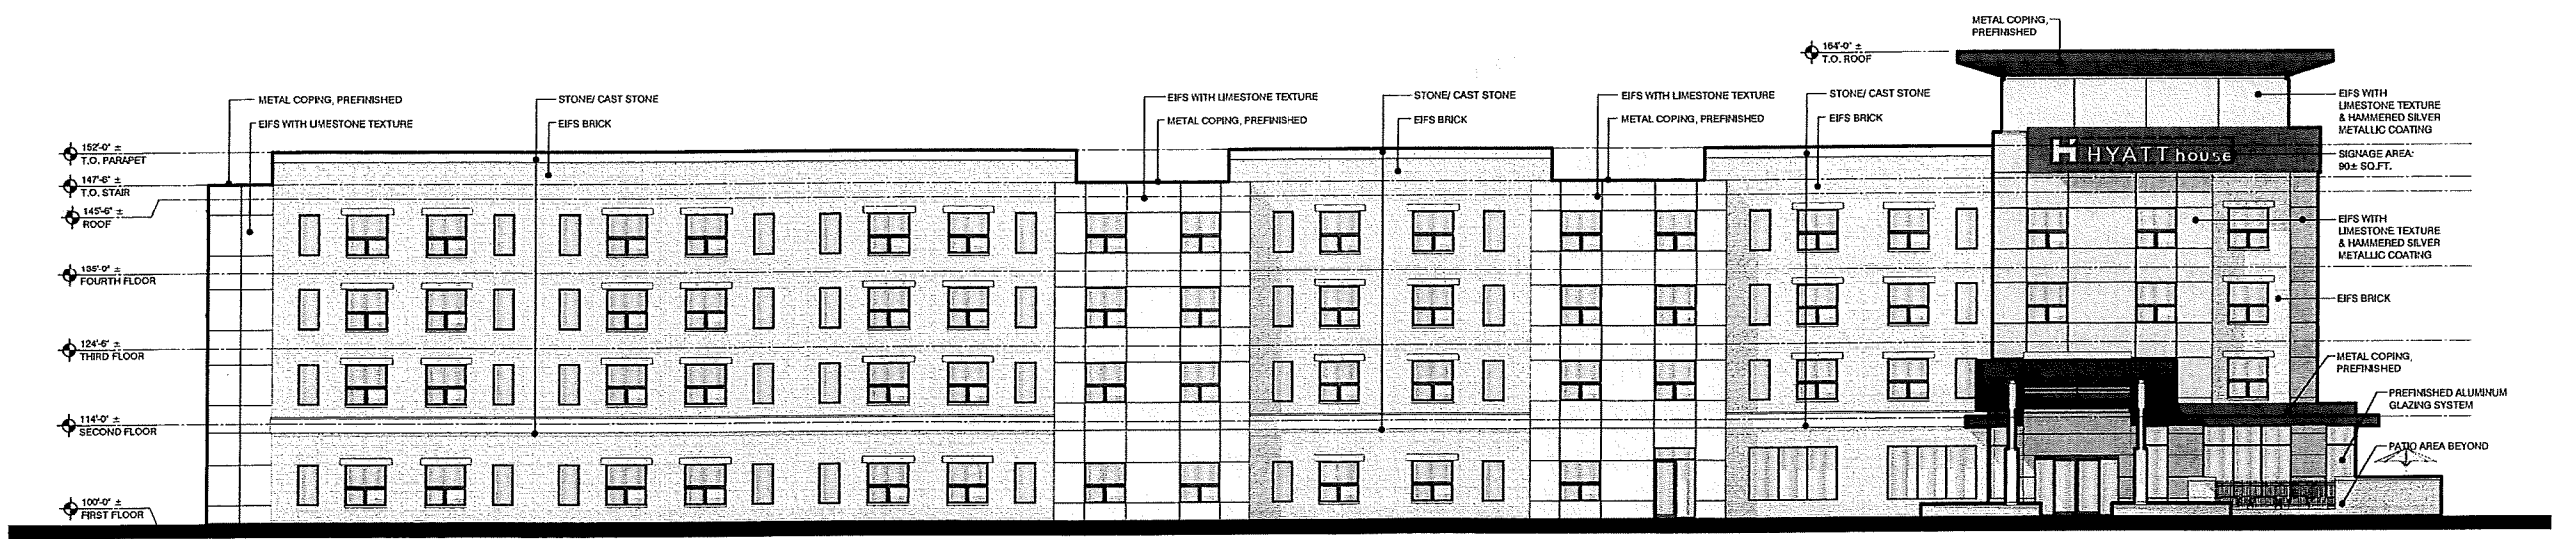 METAL COPING,
PREFINISHED
164'-0" ±
T.O. ROOF
METAL COPING, PREFINISHED
EIFS WITH LIMESTONE TEXTURE
STONE/ CAST STONE
EIFS BRICK
EIFS WITH LIMESTONE TEXTURE
METAL COPING, PREFINISHED
STONE/ CAST STONE
EIFS BRICK
EIFS WITH LIMESTONE TEXTURE
METAL COPING, PREFINISHED
STONE/ CAST STONE
EIFS BRICK
EIFS WITH
LIMESTONE TEXTURE
& HAMMERED SILVER
METALLIC COATING
HYATT house
SIGNAGE AREA:
90± SQ.FT.
152'-0" ±
T.O. PARAPET
147'-6" ±
T.O. STAIR
145'-6" ±
ROOF
135'-0" ±
FOURTH FLOOR
124'-6" ±
THIRD FLOOR
114'-0" ±
SECOND FLOOR
100'-0" ±
FIRST FLOOR
EIFS WITH
LIMESTONE TEXTURE
& HAMMERED SILVER
METALLIC COATING
EIFS BRICK
METAL COPING,
PREFINISHED
PREFINISHED ALUMINUM
GLAZING SYSTEM
PATIO AREA BEYOND